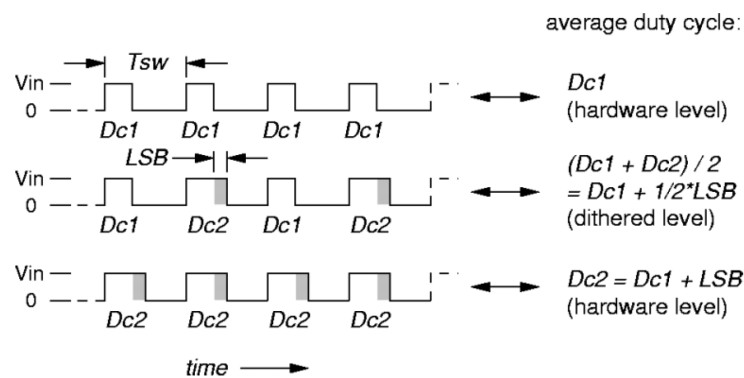 average duty cycle:
Tsw
Vin
0
Dc1 Dc1 Dc1 Dc1
Dc1
(hardware level)
LSB
Vin
0
Dc1 Dc2 Dc1 Dc2
(Dc1 + Dc2) / 2
= Dc1 + 1/2*LSB
(dithered level)
Vin
0
Dc2 Dc2 Dc2 Dc2
Dc2 = Dc1 + LSB
(hardware level)
time